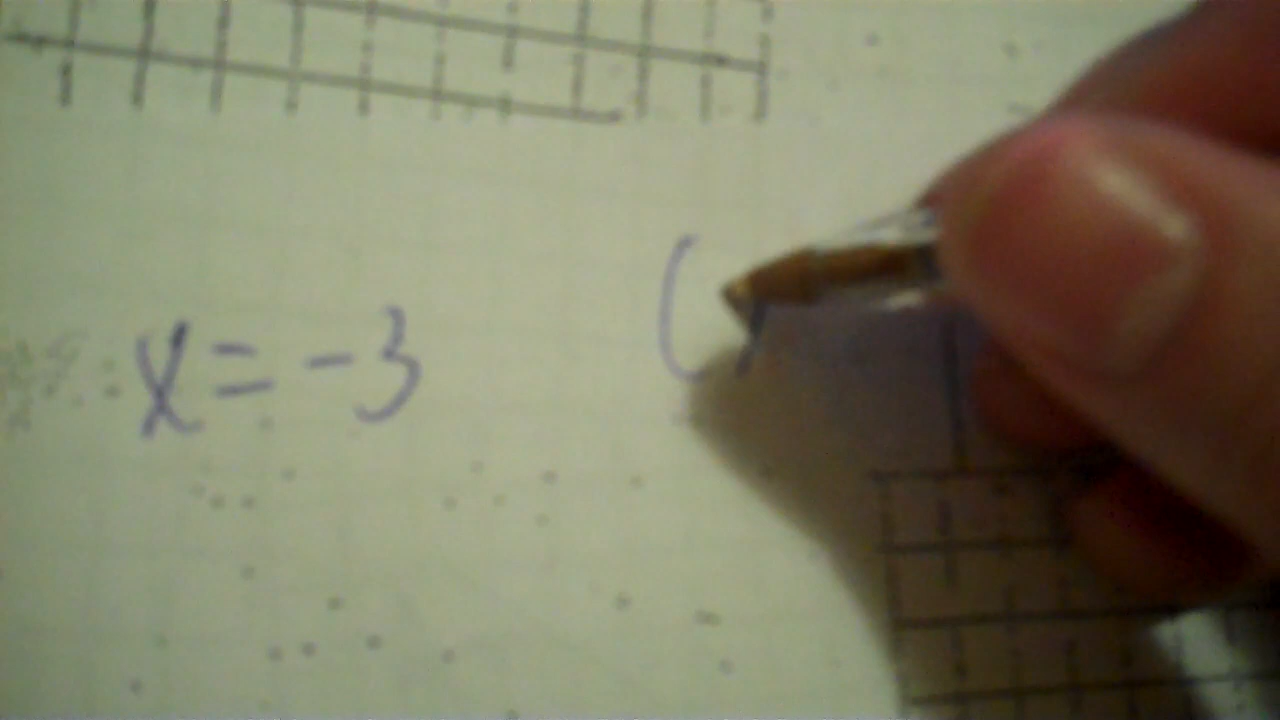 x = -3 (